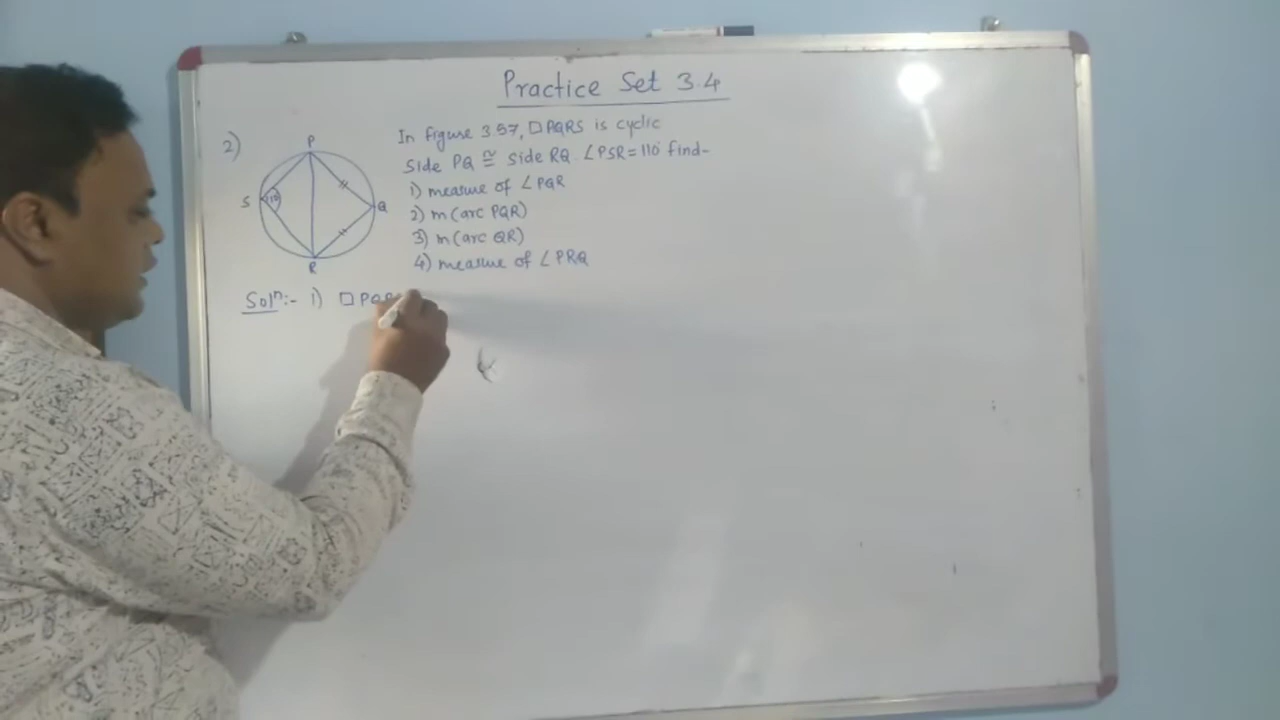 Practice Set 3.4
2)
In figure 3.57, □PQRS is cyclic
side PQ ≅ side RQ. ∠PSR = 110° find-
1) measure of ∠PQR
2) m(arc PQR)
3) m(arc QR)
4) measure of ∠PRQ
P
S
110°
Q
R
Solⁿ:- 1) □PQR